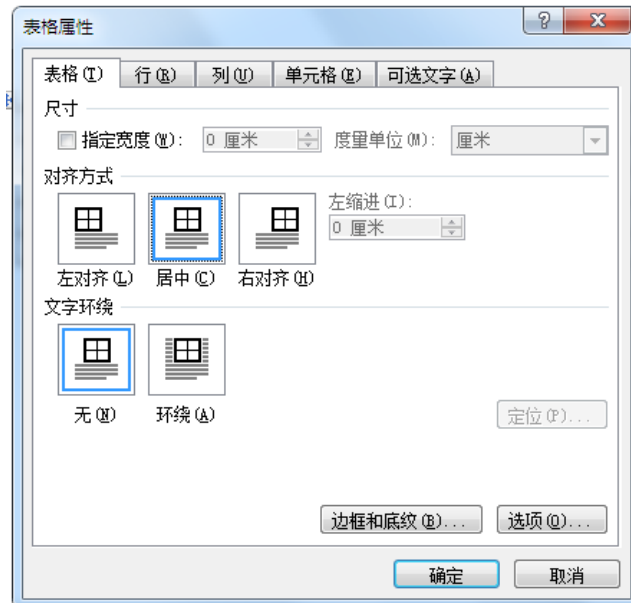 表格属性
表格(T) 行(R) 列(U) 单元格(E) 可选文字(A)
尺寸
指定宽度(W): 0 厘米 度量单位(M): 厘米
对齐方式
左缩进(I):
0 厘米
左对齐(L) 居中(C) 右对齐(H)
文字环绕
无(N) 环绕(A)
定位(P)...
边框和底纹(B)... 选项(O)...
确定 取消